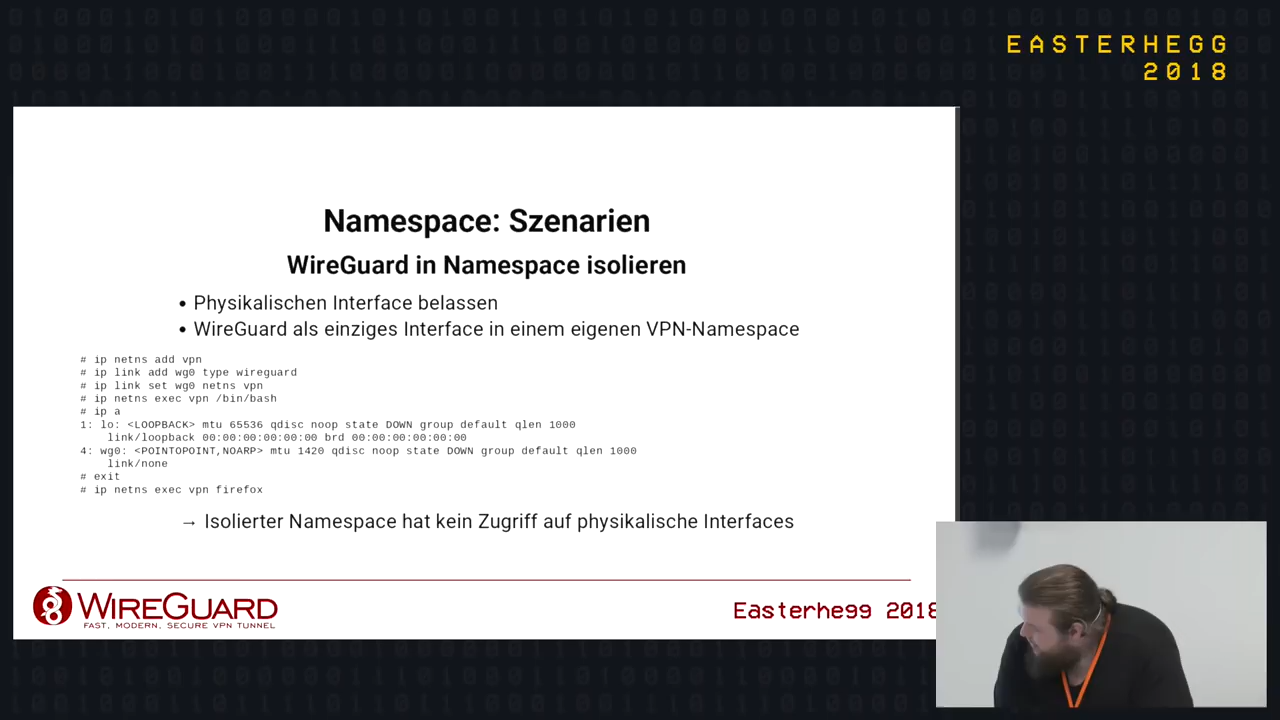 EASTERHEGG
2018
Namespace: Szenarien
WireGuard in Namespace isolieren
• Physikalischen Interface belassen
• WireGuard als einziges Interface in einem eigenen VPN-Namespace
# ip netns add vpn
# ip link add wg0 type wireguard
# ip link set wg0 netns vpn
# ip netns exec vpn /bin/bash
# ip a
1: lo: <LOOPBACK> mtu 65536 qdisc noop state DOWN group default qlen 1000
link/loopback 00:00:00:00:00:00 brd 00:00:00:00:00:00
4: wg0: <POINTOPOINT,NOARP> mtu 1420 qdisc noop state DOWN group default qlen 1000
link/none
# exit
# ip netns exec vpn firefox
→ Isolierter Namespace hat kein Zugriff auf physikalische Interfaces
WIREGUARD
FAST, MODERN, SECURE VPN TUNNEL
Easterhegg 2018